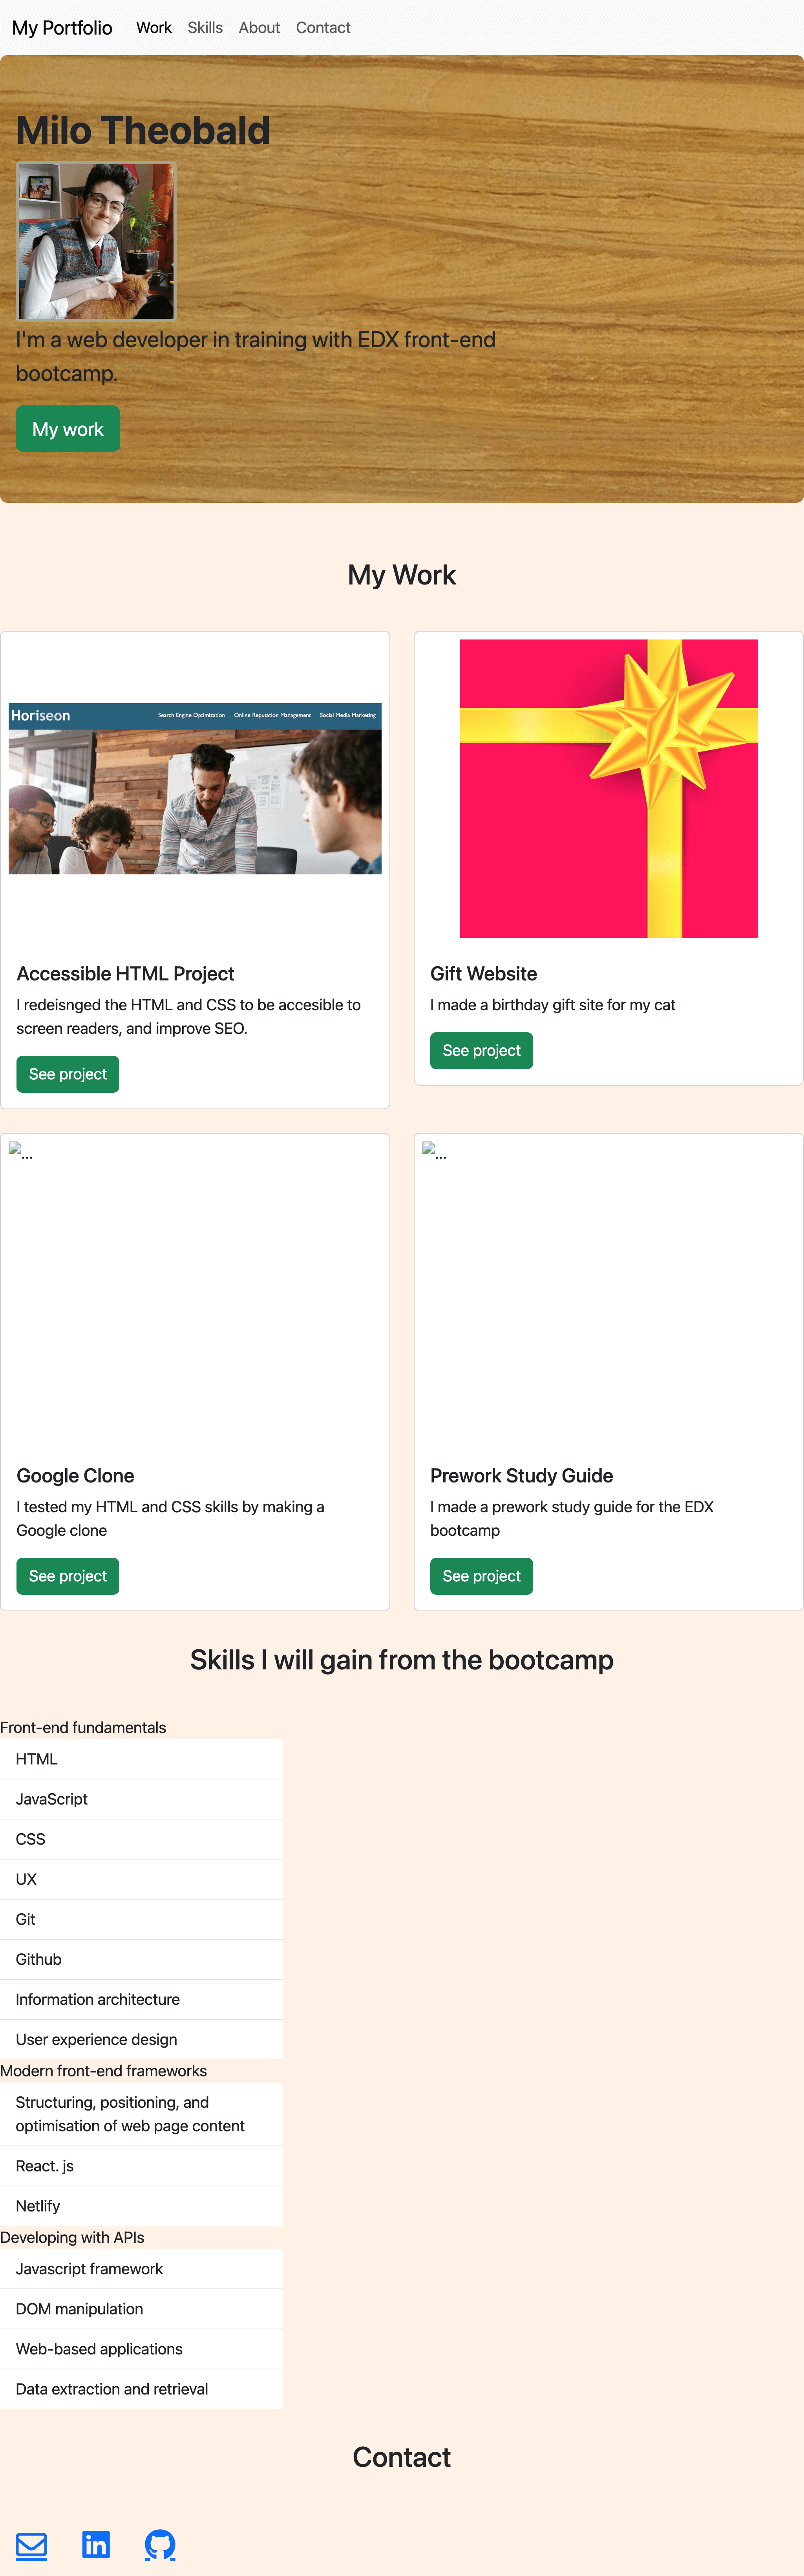 My Portfolio Work Skills About Contact
Milo Theobald
I'm a web developer in training with EDX front-end
bootcamp.
My work
My Work
Horiseon Search Engine Optimization Online Reputation Management Social Media Marketing
Accessible HTML Project
I redeisnged the HTML and CSS to be accesible to
screen readers, and improve SEO.
See project
Gift Website
I made a birthday gift site for my cat
See project
...
Google Clone
I tested my HTML and CSS skills by making a
Google clone
See project
...
Prework Study Guide
I made a prework study guide for the EDX
bootcamp
See project
Skills I will gain from the bootcamp
Front-end fundamentals
HTML
JavaScript
CSS
UX
Git
Github
Information architecture
User experience design
Modern front-end frameworks
Structuring, positioning, and
optimisation of web page content
React. js
Netlify
Developing with APIs
Javascript framework
DOM manipulation
Web-based applications
Data extraction and retrieval
Contact
in